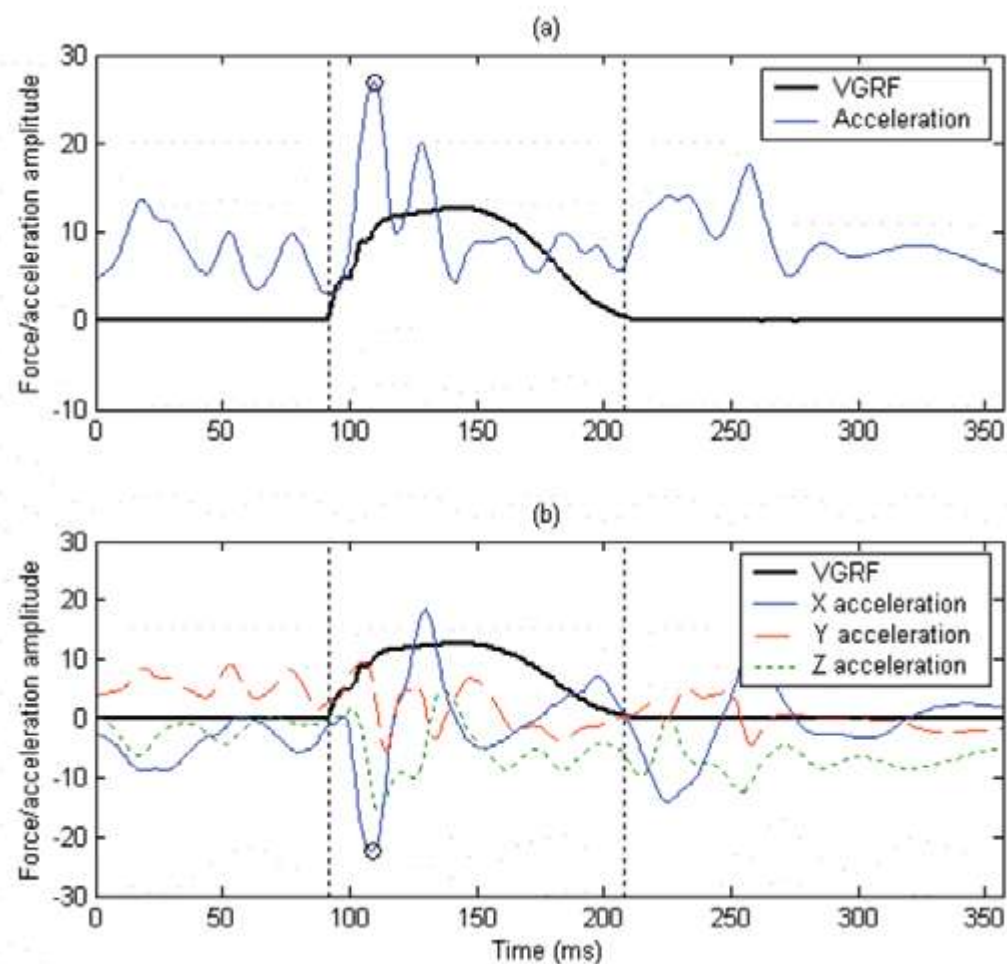 (a)
Force/acceleration amplitude
30
20
10
0
-10
VGRF
Acceleration
0 50 100 150 200 250 300 350
(b)
Force/acceleration amplitude
30
20
10
0
-10
-20
-30
VGRF
X acceleration
Y acceleration
Z acceleration
0 50 100 150 200 250 300 350
Time (ms)